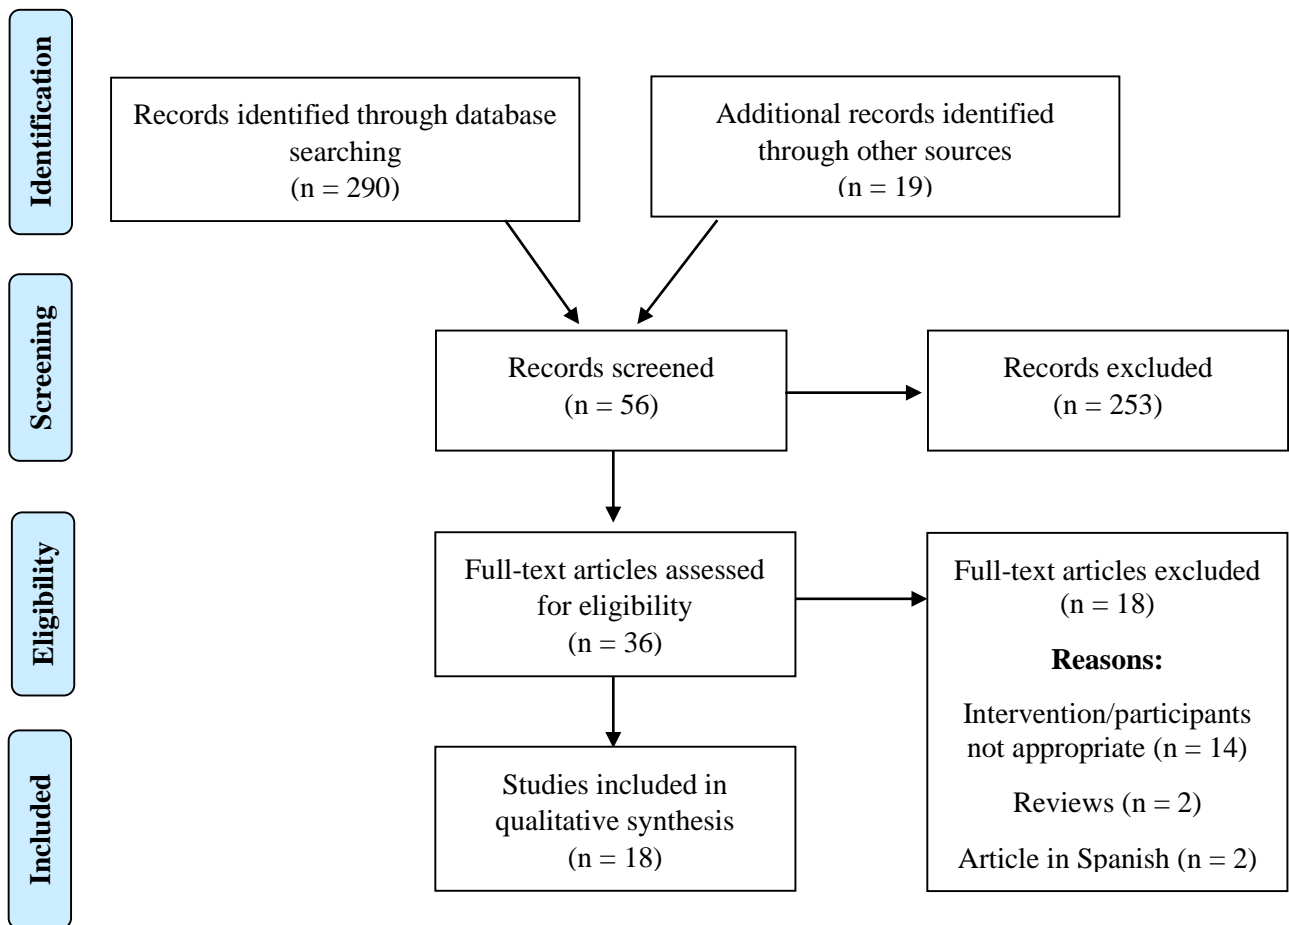 Identification
Records identified through database
searching
(n = 290)
Additional records identified
through other sources
(n = 19)
Screening
Records screened
(n = 56)
Records excluded
(n = 253)
Eligibility
Full-text articles assessed
for eligibility
(n = 36)
Full-text articles excluded
(n = 18)
Reasons:
Intervention/participants
not appropriate (n = 14)
Reviews (n = 2)
Article in Spanish (n = 2)
Included
Studies included in
qualitative synthesis
(n = 18)